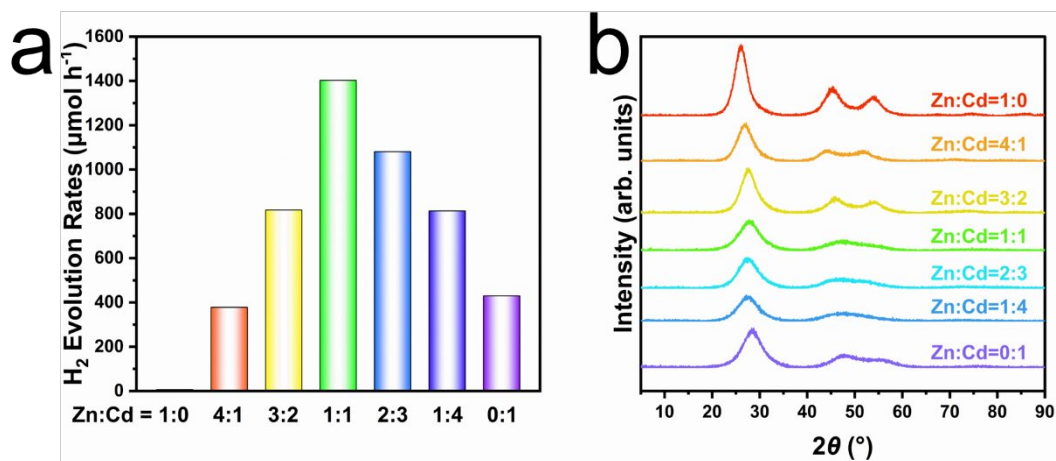 a
H₂ Evolution Rates (μmol h⁻¹)
1600
1400
1200
1000
800
600
400
200
0
Zn:Cd = 1:0 4:1 3:2 1:1 2:3 1:4 0:1
b
Intensity (arb. units)
Zn:Cd=1:0
Zn:Cd=4:1
Zn:Cd=3:2
Zn:Cd=1:1
Zn:Cd=2:3
Zn:Cd=1:4
Zn:Cd=0:1
10 20 30 40 50 60 70 80 90
2θ (°)